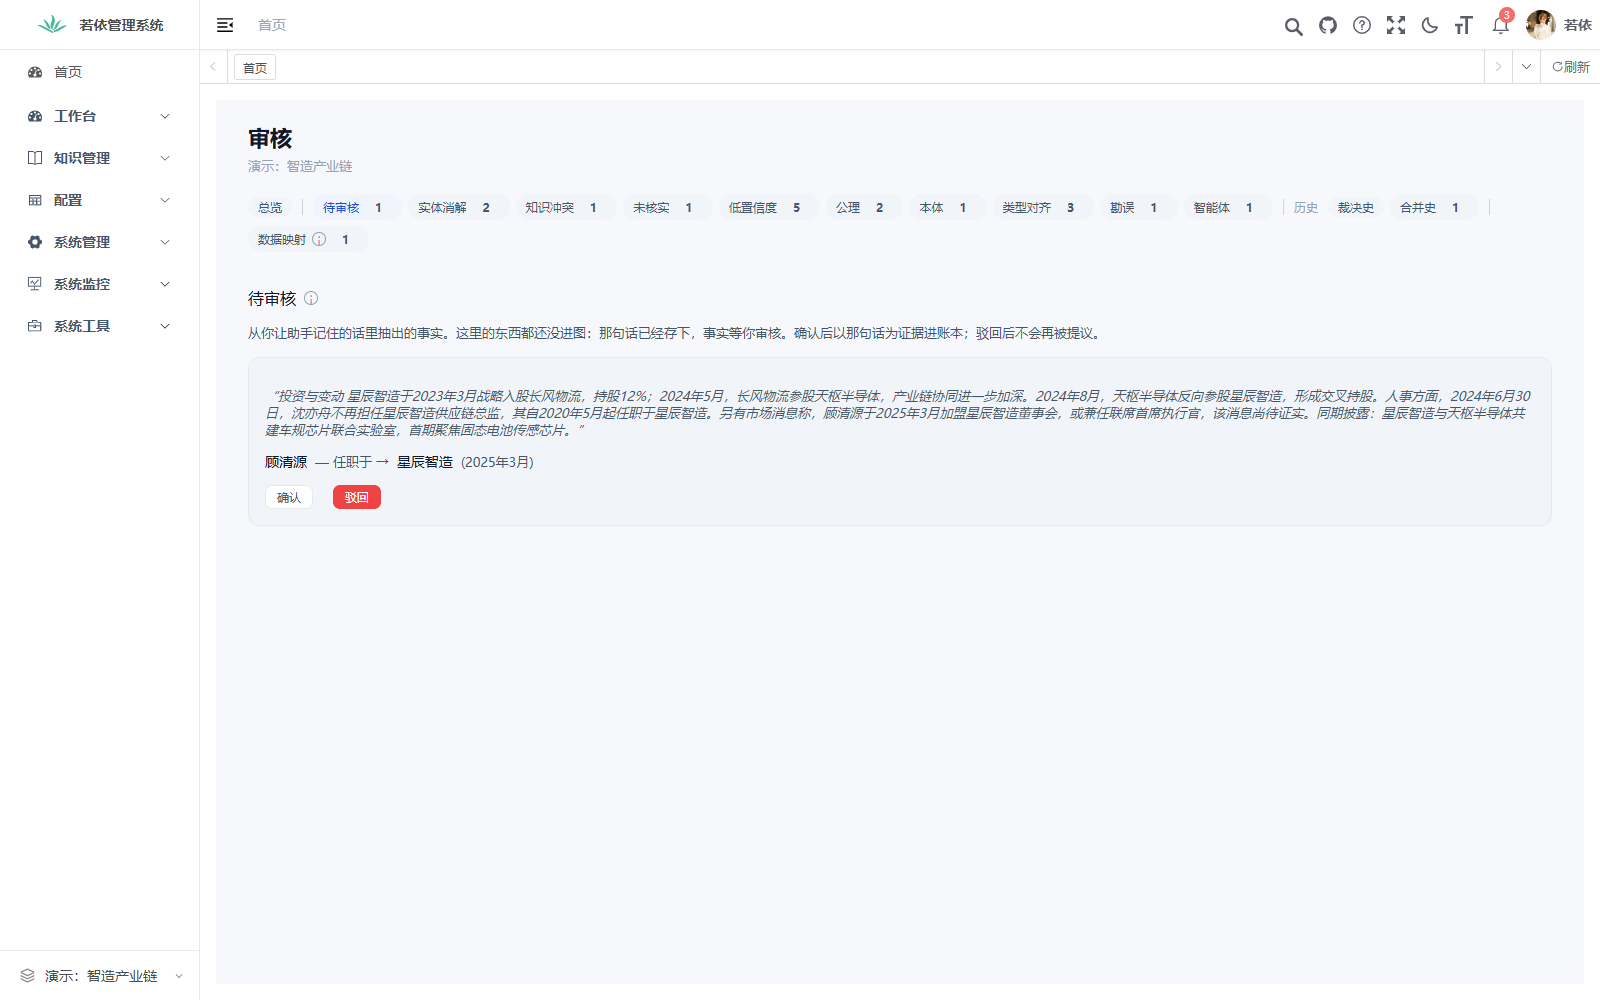 若依管理系统
首页
3
若依
首页
刷新
首页
工作台
知识管理
配置
系统管理
系统监控
系统工具
演示：智造产业链
审核
演示：智造产业链
总览 待审核 1 实体消解 2 知识冲突 1 未核实 1 低置信度 5 公理 2 本体 1 类型对齐 3 勘误 1 智能体 1 历史 裁决史 合并史 1
数据映射 1
待审核
从你让助手记住的话里抽出的事实。这里的东西都还没进图：那句话已经存下，事实等你审核。确认后以那句话为证据进账本；驳回后不会再被提议。
“投资与变动 星辰智造于2023年3月战略入股长风物流，持股12%；2024年5月，长风物流参股天枢半导体，产业链协同进一步加深。2024年8月，天枢半导体反向参股星辰智造，形成交叉持股。人事方面，2024年6月30
日，沈亦舟不再担任星辰智造供应链总监，其自2020年5月起任职于星辰智造。另有市场消息称，顾清源于2025年3月加盟星辰智造董事会，或兼任联席首席执行官，该消息尚待证实。同期披露：星辰智造与天枢半导体共
建车规芯片联合实验室，首期聚焦固态电池传感芯片。”
顾清源 — 任职于 → 星辰智造 (2025年3月)
确认 驳回